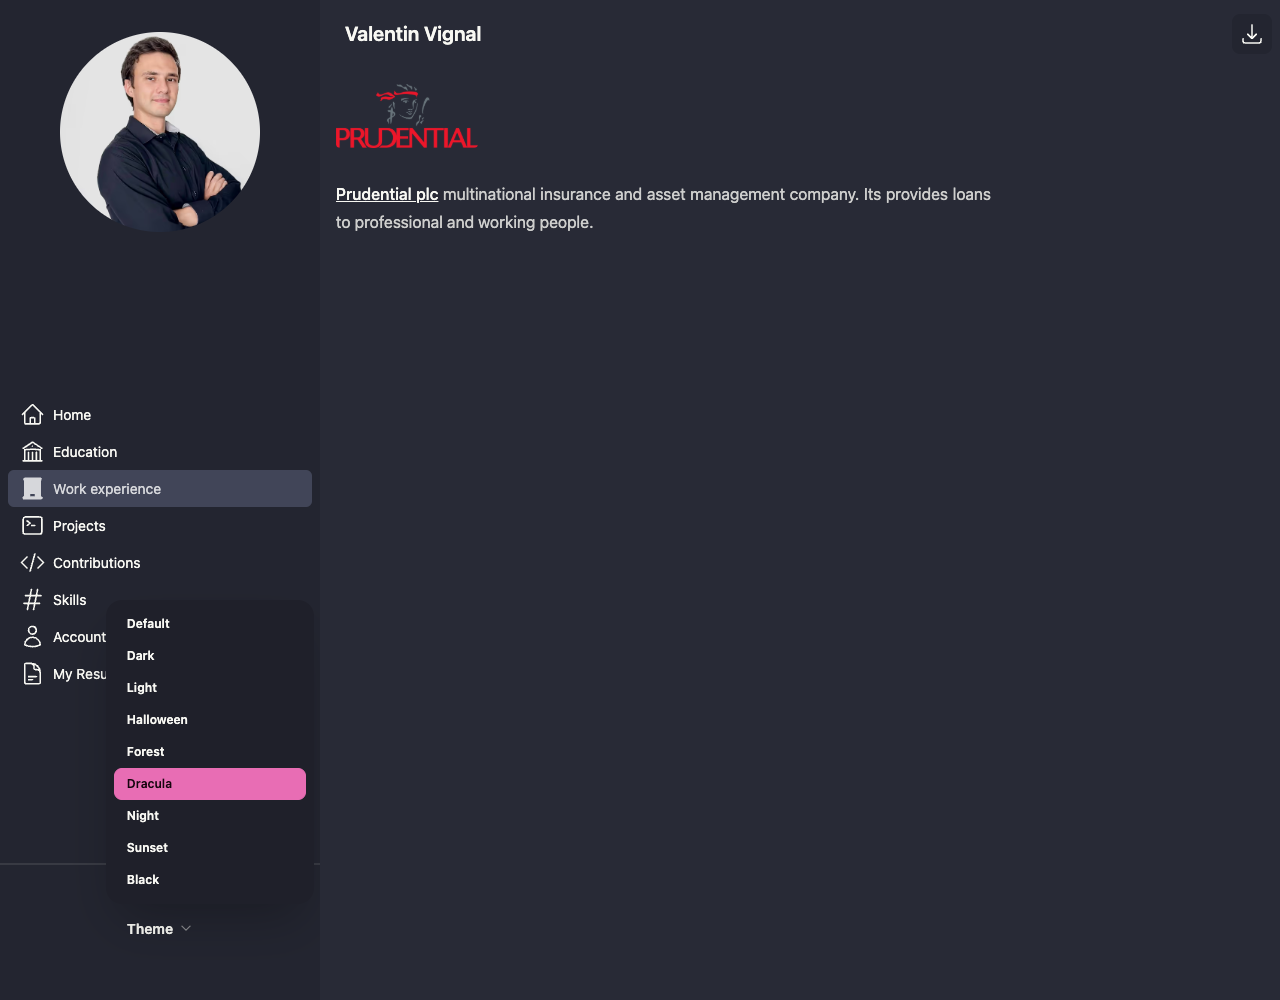 Valentin Vignal
PRUDENTIAL
Prudential plc multinational insurance and asset management company. Its provides loans
to professional and working people.
Home
Education
Work experience
Projects
Contributions
Skills
Account
My Resu
Default
Dark
Light
Halloween
Forest
Dracula
Night
Sunset
Black
Theme